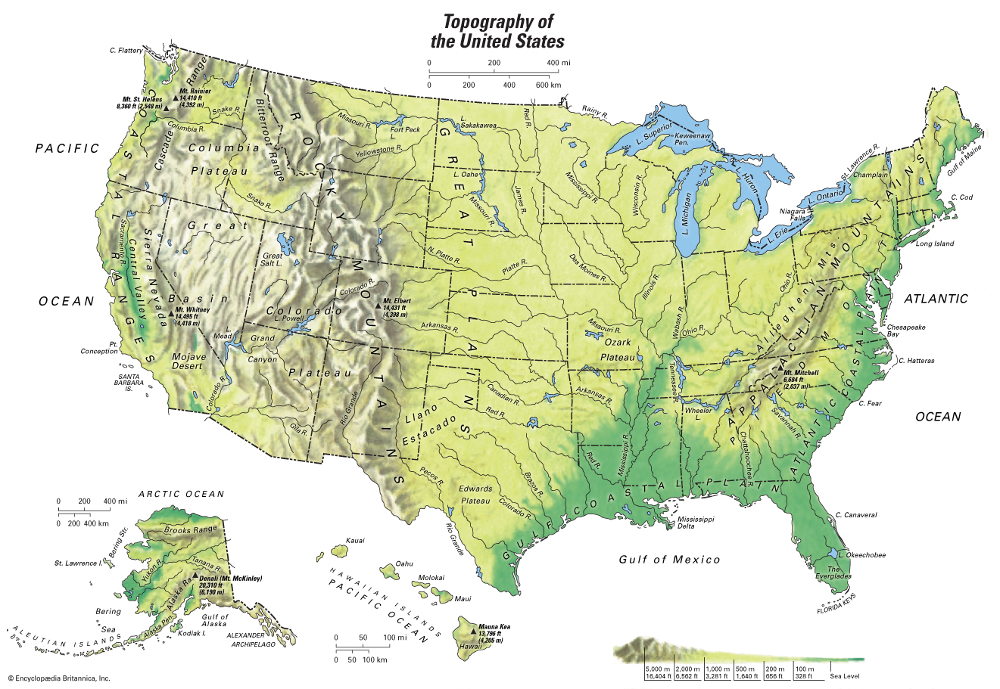 Topography of
the United States
0 200 400 mi
0 200 400 600 km
C. Flattery
Range
Mt. Rainier
14,410 ft
(4,392 m)
Mt. St. Helens
8,360 ft (2,548 m)
Snake R.
Columbia R.
Cascade
COAST
RANGES
Columbia
Plateau
Bitterroot Range
ROCKY
MOUNTAINS
Missouri R.
Fort Peck
L.
Yellowstone R.
L.
Sakakawea
Red R.
Rainy R.
L. Superior
Keweenaw
Pen.
GREAT
PLAINS
L. Oahe
Missouri R.
James R.
Mississippi R.
Wisconsin R.
L. Michigan
L. Huron
St. Lawrence R.
L.
Champlain
Gulf of Maine
L. Ontario
Niagara
Falls
L. Erie
C. Cod
Long Island
PACIFIC
OCEAN
ATLANTIC
OCEAN
Snake R.
Great
Basin
Great
Salt L.
Sacramento R.
Central Valley
Sierra Nevada
Mt. Whitney
14,495 ft
(4,418 m)
N. Platte R.
Platte R.
Des Moines R.
Illinois R.
Wabash R.
Ohio R.
Ohio R.
Allegheny Mts.
APPALACHIAN MOUNTAINS
PIEDMONT
Colorado R.
Mt. Elbert
14,431 ft
(4,398 m)
Colorado
Plateau
L. Powell
L.
Mead
Grand
Canyon
Arkansas R.
Missouri R.
Ozark
Plateau
Chesapeake
Bay
C. Hatteras
Pt.
Conception
SANTA
BARBARA
IS.
Mojave
Desert
Colorado R.
Gila R.
Rio Grande
Llano
Estacado
Canadian R.
Red R.
Arkansas R.
Tennessee R.
Wheeler
L.
Mt. Mitchell
6,684 ft
(2,037 m)
C. Fear
Savannah R.
Chattahoochee R.
ATLANTIC COASTAL PLAIN
Pecos R.
Edwards
Plateau
Brazos R.
Colorado R.
Red R.
Mississippi R.
GULF COASTAL PLAIN
Rio Grande
Mississippi
Delta
Gulf of Mexico
C. Canaveral
L. Okeechobee
The
Everglades
FLORIDA KEYS
ARCTIC OCEAN
0 200 400 mi
0 200 400 km
Brooks Range
Bering Str.
St. Lawrence I.
Yukon R.
Tanana R.
Denali (Mt. McKinley)
20,310 ft
(6,190 m)
Alaska Ra.
Bering
Sea
Alaska Pen.
Gulf of
Alaska
Kodiak I.
ALEXANDER
ARCHIPELAGO
ALEUTIAN ISLANDS
Kauai
Oahu
Molokai
Maui
HAWAIIAN ISLANDS
PACIFIC OCEAN
Mauna Kea
13,796 ft
(4,205 m)
Hawaii
0 50 100 mi
0 50 100 km
5,000 m 2,000 m 1,000 m 500 m 200 m 100 m
16,404 ft 6,562 ft 3,281 ft 1,640 ft 656 ft 328 ft Sea Level
© Encyclopædia Britannica, Inc.